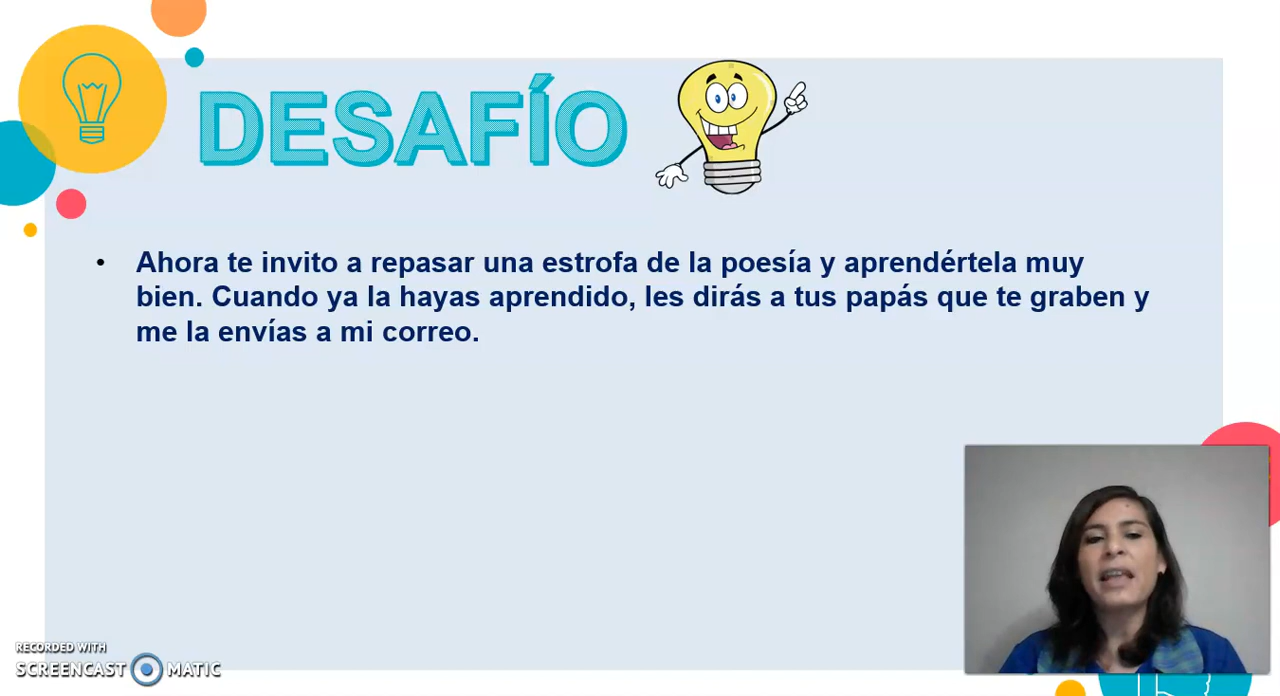 DESAFÍO
• Ahora te invito a repasar una estrofa de la poesía y aprendértela muy
bien. Cuando ya la hayas aprendido, les dirás a tus papás que te graben y
me la envías a mi correo.
RECORDED WITH
SCREENCAST MATIC